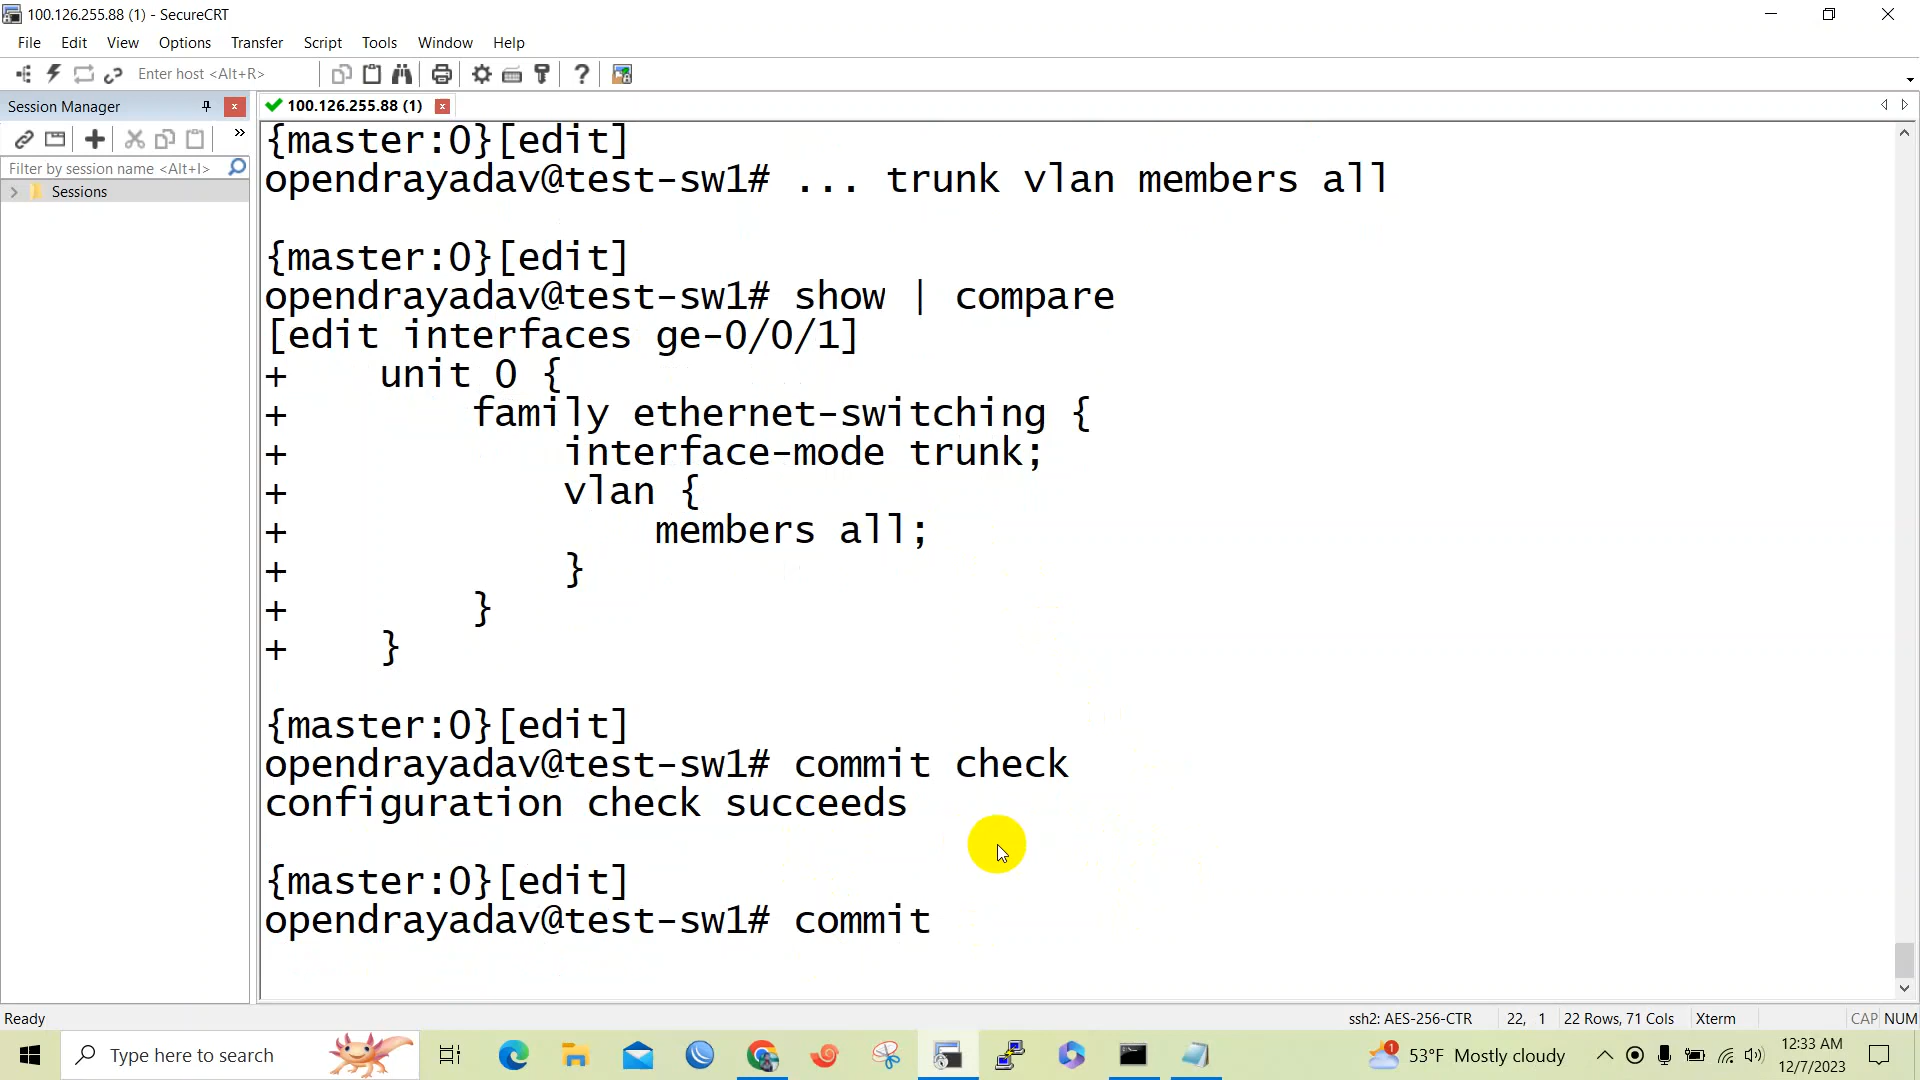 100.126.255.88 (1) - SecureCRT
File Edit View Options Transfer Script Tools Window Help
Enter host <Alt+R>
Session Manager
100.126.255.88 (1)
Filter by session name <Alt+I>
Sessions
{master:0}[edit]
opendrayadav@test-sw1# ... trunk vlan members all
{master:0}[edit]
opendrayadav@test-sw1# show | compare
[edit interfaces ge-0/0/1]
+ unit 0 {
+ family ethernet-switching {
+ interface-mode trunk;
+ vlan {
+ members all;
+ }
+ }
+ }
{master:0}[edit]
opendrayadav@test-sw1# commit check
configuration check succeeds
{master:0}[edit]
opendrayadav@test-sw1# commit
Ready
ssh2: AES-256-CTR 22, 1 22 Rows, 71 Cols Xterm CAP NUM
Type here to search
1
53°F Mostly cloudy
12:33 AM
12/7/2023